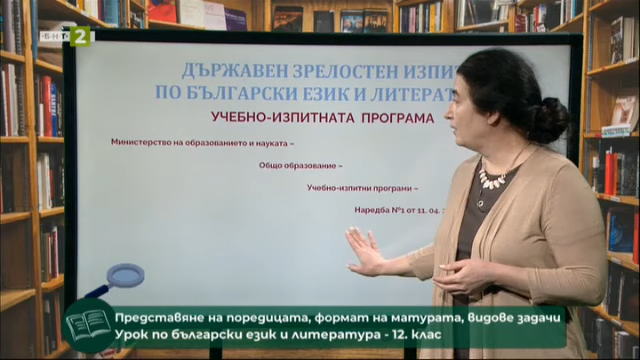 БНТ 2
ДЪРЖАВЕН ЗРЕЛОСТЕН ИЗПИТ
ПО БЪЛГАРСКИ ЕЗИК И ЛИТЕРАТ
УЧЕБНО-ИЗПИТНАТА ПРОГРАМА
Министерство на образованието и науката –
Общо образование –
Учебно-изпитни програми –
Наредба №1 от 11. 04.
Представяне на поредицата, формат на матурата, видове задачи
Урок по български език и литература - 12. клас